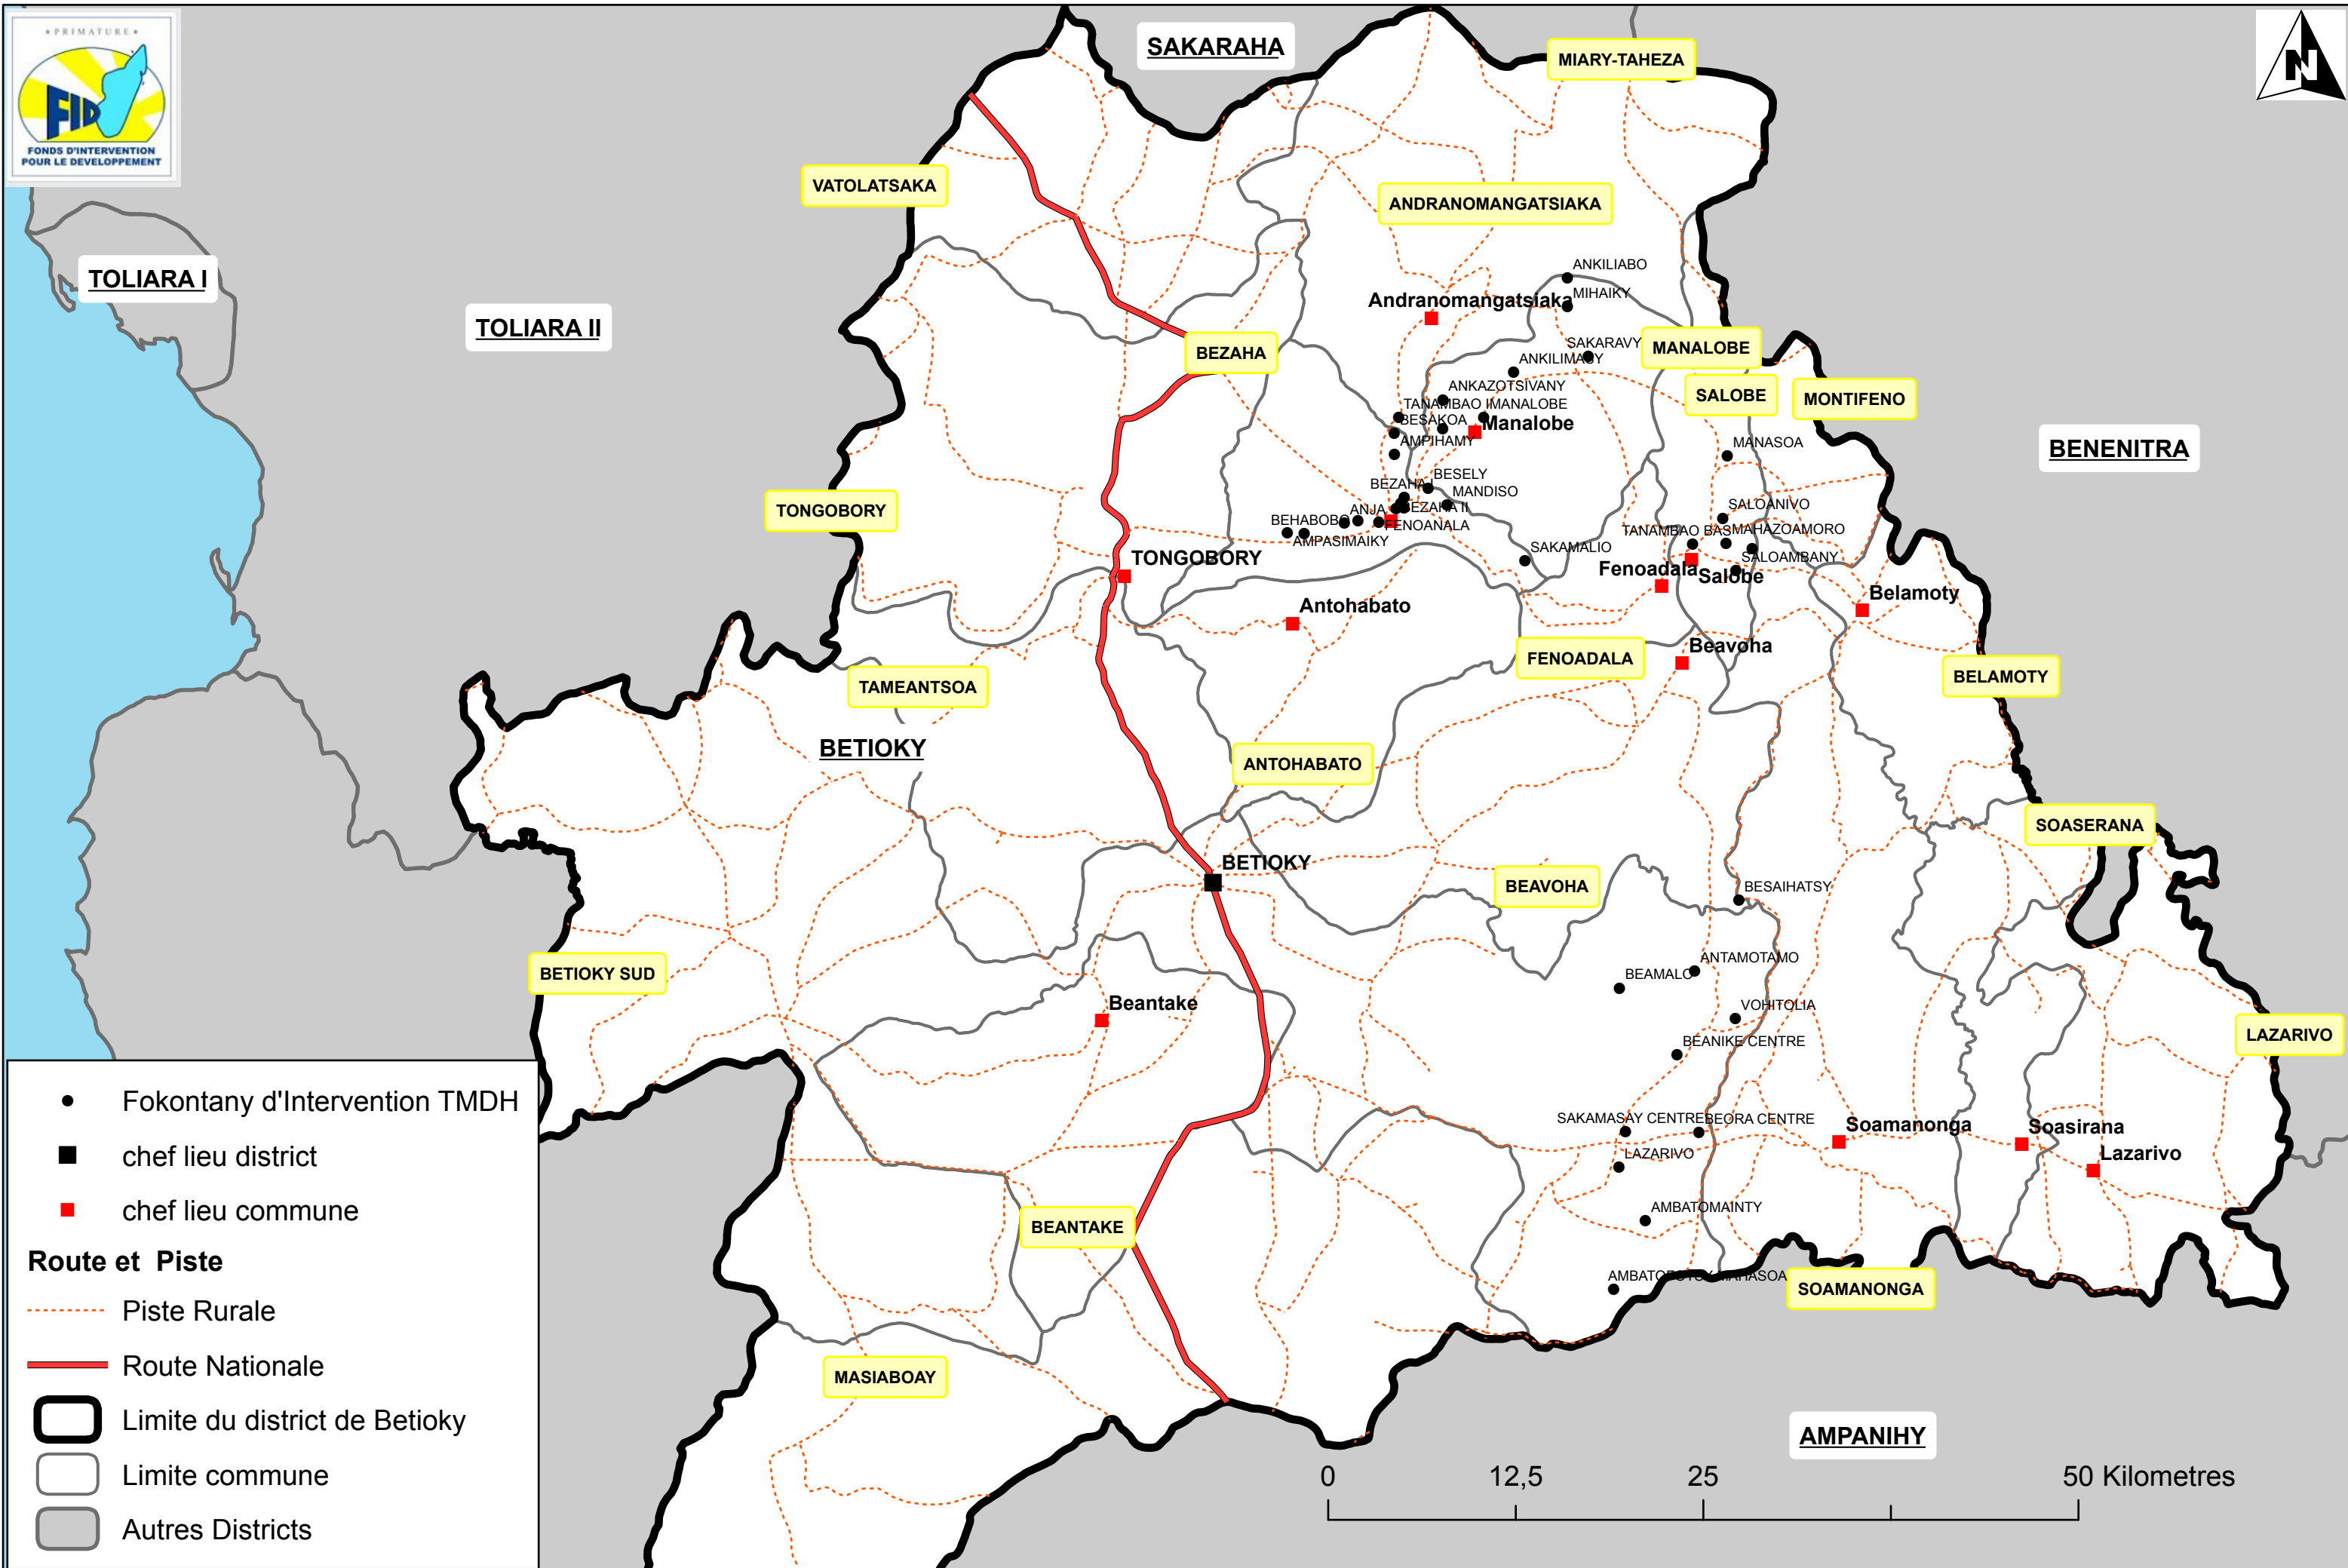 * PRIMATURE *
FID
FONDS D'INTERVENTION
POUR LE DEVELOPPEMENT
N
SAKARAHA
MIARY-TAHEZA
VATOLATSAKA
ANDRANOMANGATSIAKA
TOLIARA I
TOLIARA II
ANKILIABO
MIHAIKY
Andranomangatsiaka
SAKARAVY
MANALOBE
BEZAHA
ANKILIMASY
ANKAZOTSIVANY
SALOBE
MONTIFENO
TANAMBAO I
MANALOBE
BESAKOA
Manalobe
AMPIHAMY
MANASOA
BENENITRA
BESELY
BEZAHA I
MANDISO
TONGOBORY
ANJA
BEZAHA II
SALOANIVO
BEHABOBO
FENOANALA
AMPASIMAIKY
TANAMBAO BAS
MAHAZOAMORO
SAKAMALIO
SALOAMBANY
TONGOBORY
Fenoadala
Salobe
Belamoty
Antohabato
Beavoha
FENOADALA
BELAMOTY
TAMEANTSOA
BETIOKY
ANTOHABATO
SOASERANA
BETIOKY
BEAVOHA
BESAIHATSY
BETIOKY SUD
ANTAMOTAMO
BEAMALO
Beantake
VOHITOLIA
LAZARIVO
BEANIKE CENTRE
SAKAMASAY CENTRE
BEORA CENTRE
Soamanonga
Soasirana
LAZARIVO
Lazarivo
AMBATOMAINTY
BEANTAKE
SOAMANONGA
MASIABOAY
AMPANIHY
Fokontany d'Intervention TMDH
chef lieu district
chef lieu commune
Route et Piste
Piste Rurale
Route Nationale
Limite du district de Betioky
Limite commune
Autres Districts
0 12,5 25 50 Kilometres